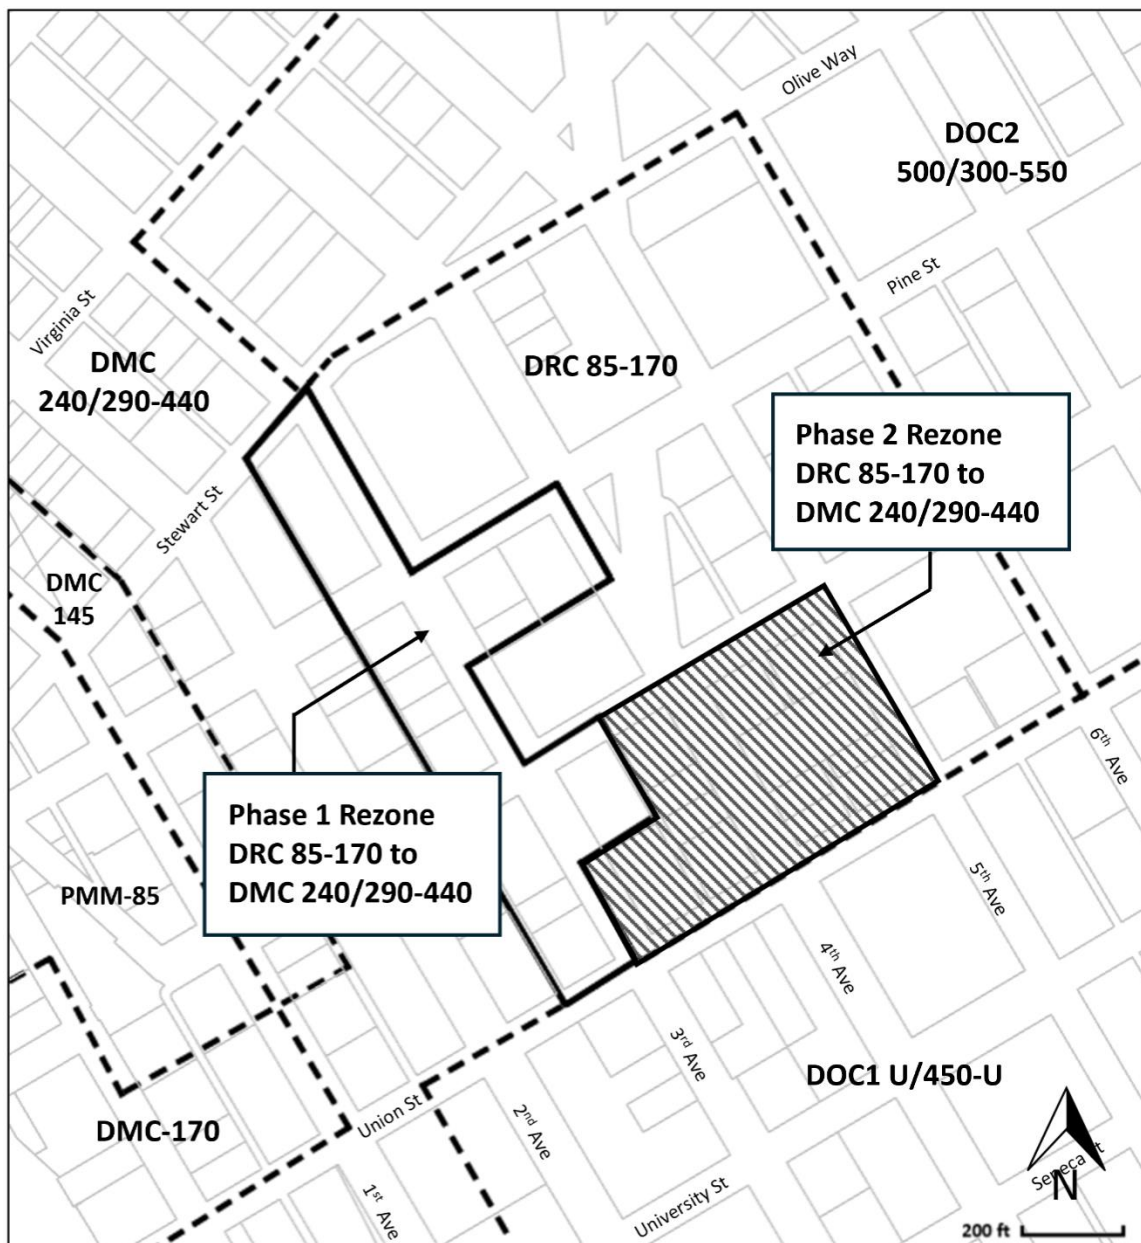 Olive Way
DOC2
500/300-550
Pine St
Virginia St
DMC
240/290-440
DRC 85-170
Phase 2 Rezone
DRC 85-170 to
DMC 240/290-440
Stewart St
DMC
145
6th Ave
Phase 1 Rezone
DRC 85-170 to
DMC 240/290-440
PMM-85
5th Ave
4th Ave
3rd Ave
DOC1 U/450-U
Union St
2nd Ave
DMC-170
1st Ave
University St
Seneca St
N
200 ft